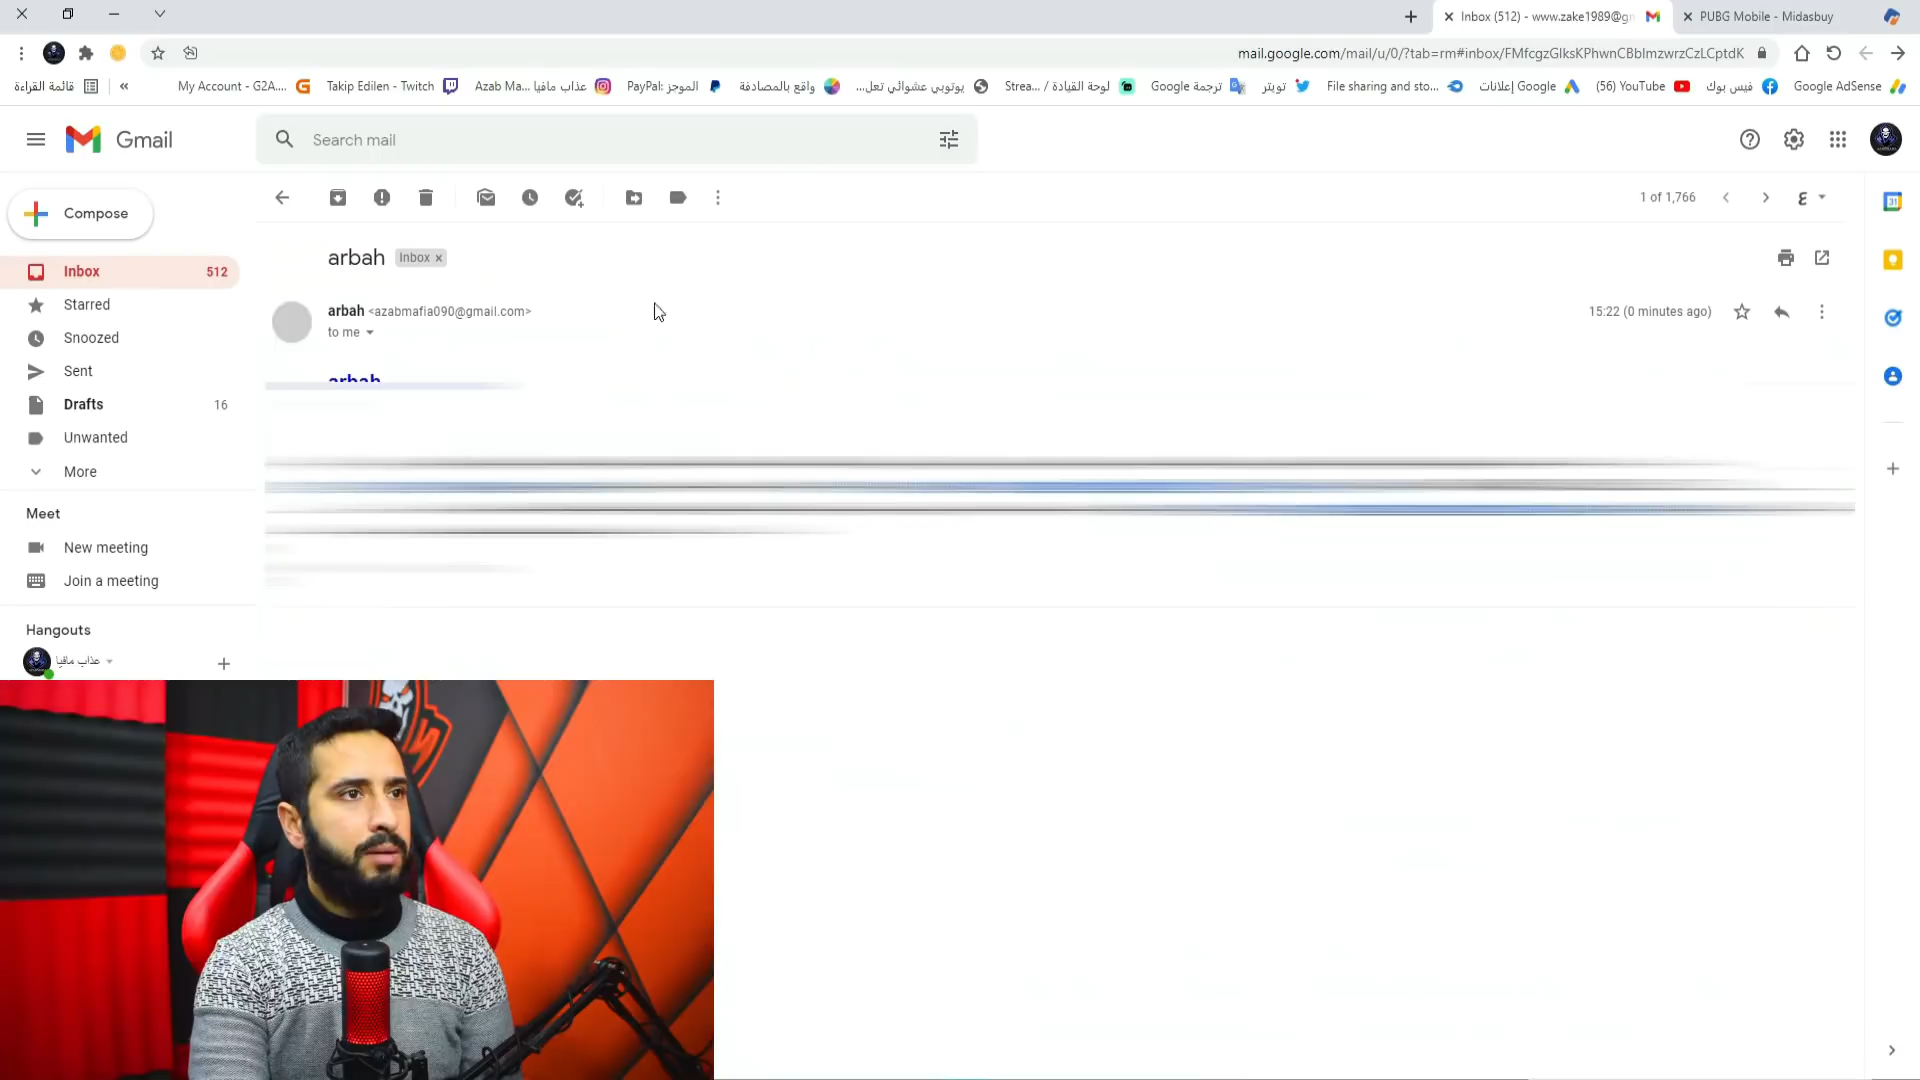 Inbox (512) - www.zake1989@gm
PUBG Mobile - Midasbuy
mail.google.com/mail/u/0/?tab=rm#inbox/FMfcgzGlksKPhwnCBblmzwrzCzLCptdK
قائمة القراءة
«
My Account - G2A....
Takip Edilen - Twitch
عذاب مافيا Azab Ma...
PayPal: الموجز
واقع بالمصادفة
يوتوبي عشوائي تعل...
لوحة القيادة / Strea...
ترجمة Google
تويتر
File sharing and sto...
إعلانات Google
(56) YouTube
فيس بوك
Google AdSense
Gmail
Search mail
Compose
1 of 1,766
Inbox 512
Starred
Snoozed
Sent
Drafts 16
Unwanted
More
Meet
New meeting
Join a meeting
Hangouts
عذاب مافيا
arbah Inbox x
arbah <azabmafia090@gmail.com>
15:22 (0 minutes ago)
to me
arbah